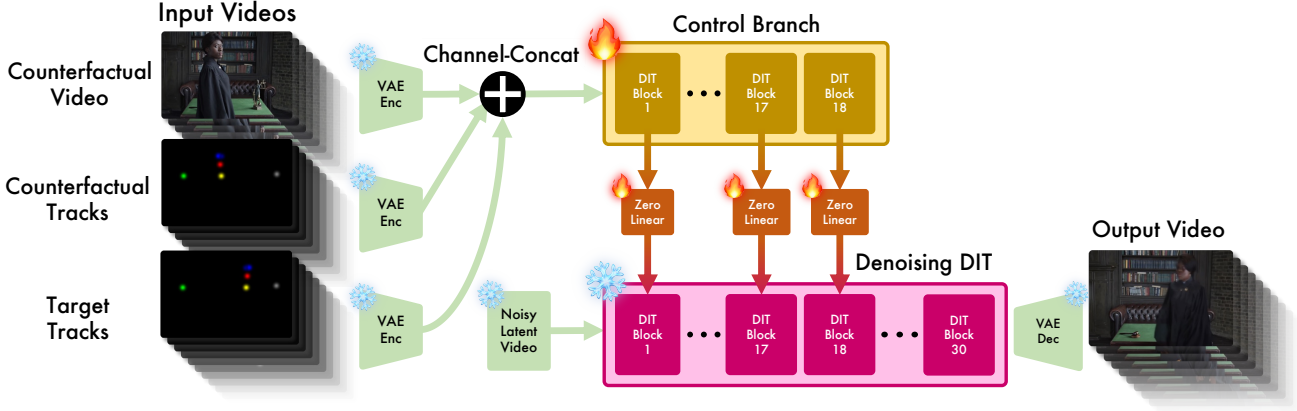 Input Videos
Counterfactual
Video
Counterfactual
Tracks
Target
Tracks
VAE
Enc
VAE
Enc
VAE
Enc
Channel-Concat
Noisy
Latent
Video
Control Branch
DIT
Block
1
DIT
Block
17
DIT
Block
18
Zero
Linear
Zero
Linear
Zero
Linear
Denoising DIT
DIT
Block
1
DIT
Block
17
DIT
Block
18
DIT
Block
30
VAE
Dec
Output Video